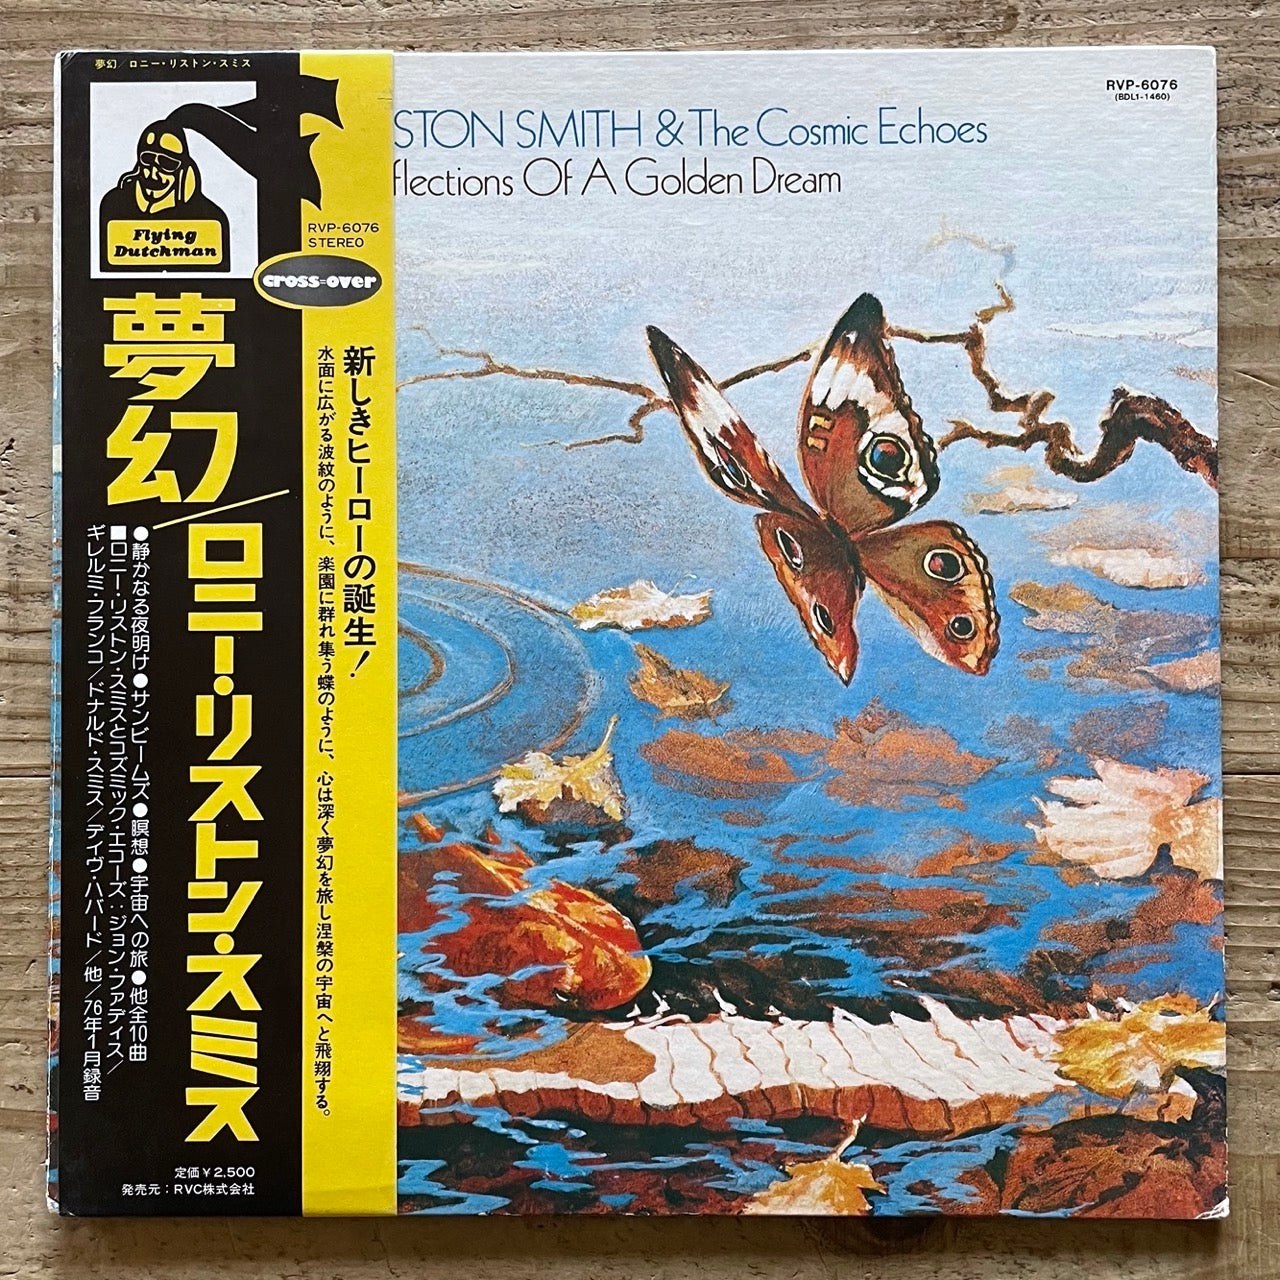 夢幻／ロニー・リストン・スミス
Flying
Dutchman
RVP-6076
STEREO
cross=over
夢幻／ロニー・リストン・スミス
新しきヒーローの誕生！
水面に広がる波紋のように、楽園に群れ集う蝶のように、心は深く夢幻を旅し涅槃の宇宙へと飛翔する。
●静かなる夜明け●サンビームズ●瞑想●宇宙への旅●他全10曲
■ロニー・リストン・スミスとコズミック・エコーズ：ジョン・ファディス／
ギレルミ・フランコ／ドナルド・スミス／デイヴ・ハバード／他／'76年1月録音
定価￥2,500
発売元：RVC株式会社
RVP-6076
(BDL1-1460)
STON SMITH & The Cosmic Echoes
flections Of A Golden Dream